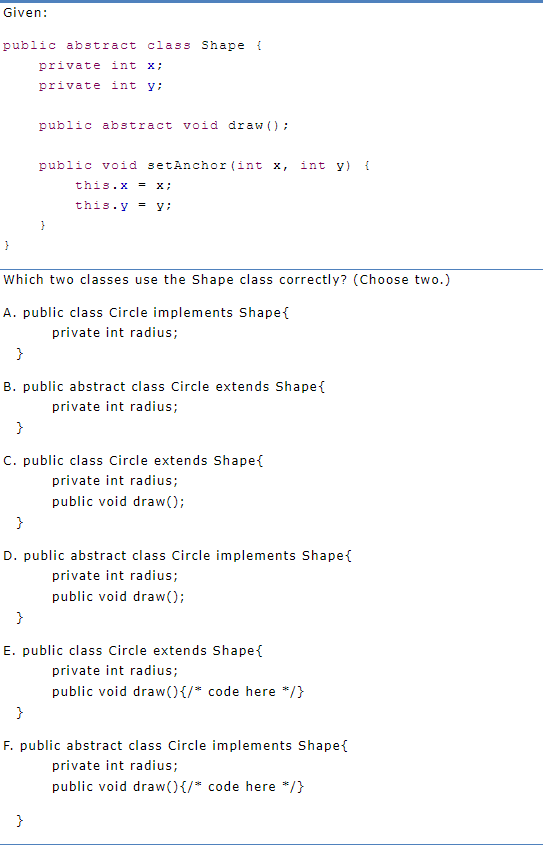 Given:
public abstract class Shape {
private int x;
private int y;
public abstract void draw();
public void setAnchor(int x, int y) {
this.x = x;
this.y = y;
}
}
Which two classes use the Shape class correctly? (Choose two.)
A. public class Circle implements Shape{
private int radius;
}
B. public abstract class Circle extends Shape{
private int radius;
}
C. public class Circle extends Shape{
private int radius;
public void draw();
}
D. public abstract class Circle implements Shape{
private int radius;
public void draw();
}
E. public class Circle extends Shape{
private int radius;
public void draw(){/* code here */}
}
F. public abstract class Circle implements Shape{
private int radius;
public void draw(){/* code here */}
}